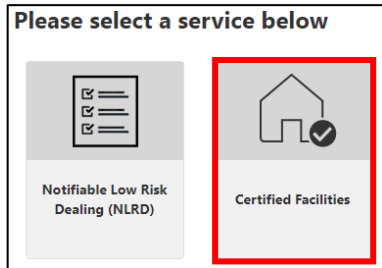 Please select a service below
Notifiable Low Risk
Dealing (NLRD)
Certified Facilities